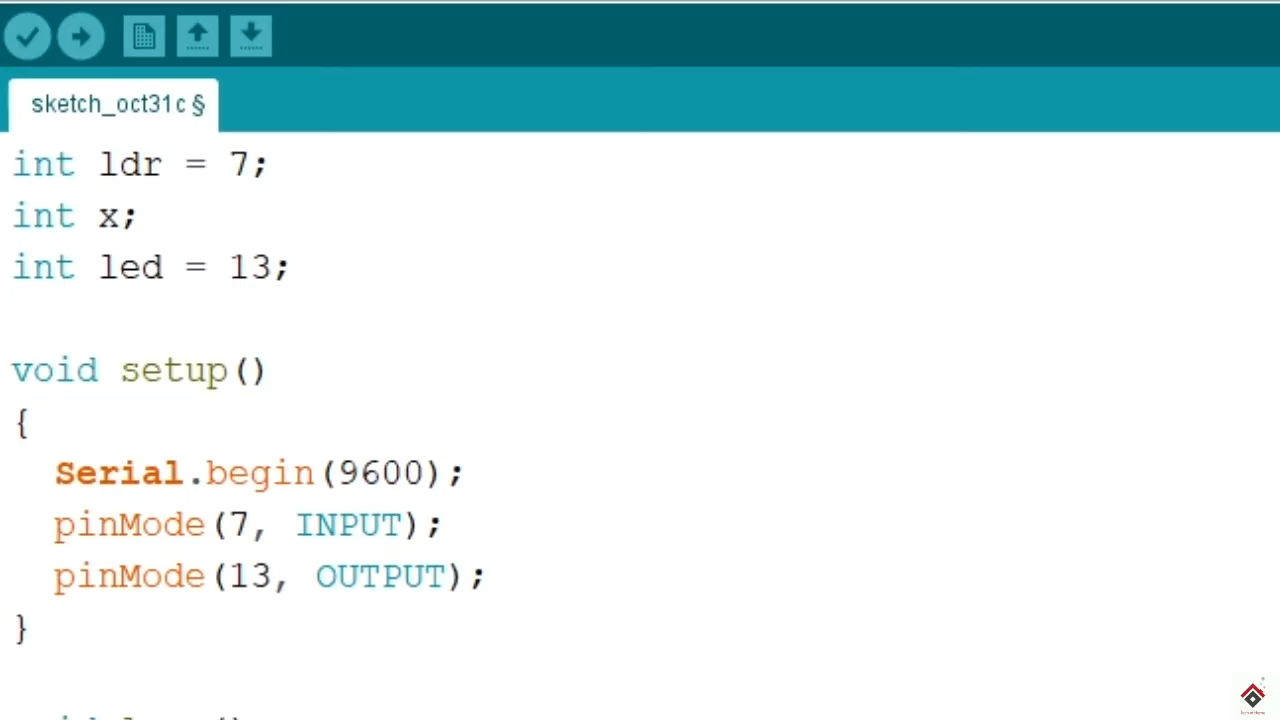 sketch_oct31c §
int ldr = 7;
int x;
int led = 13;
void setup()
{
  Serial.begin(9600);
  pinMode(7, INPUT);
  pinMode(13, OUTPUT);
}